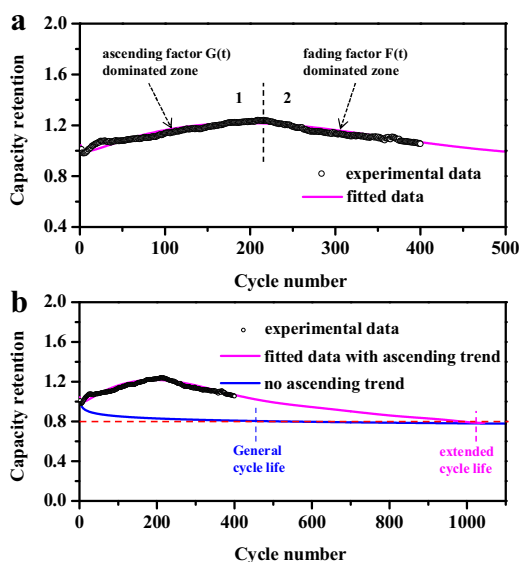 a
2.0
1.6
1.2
0.8
0.4
Capacity retention
ascending factor G(t)
dominated zone
fading factor F(t)
dominated zone
1
2
experimental data
fitted data
0
100
200
300
400
500
Cycle number
b
2.0
1.6
1.2
0.8
0.4
0.0
Capacity retention
experimental data
fitted data with ascending trend
no ascending trend
General
cycle life
extended
cycle life
0
200
400
600
800
1000
Cycle number